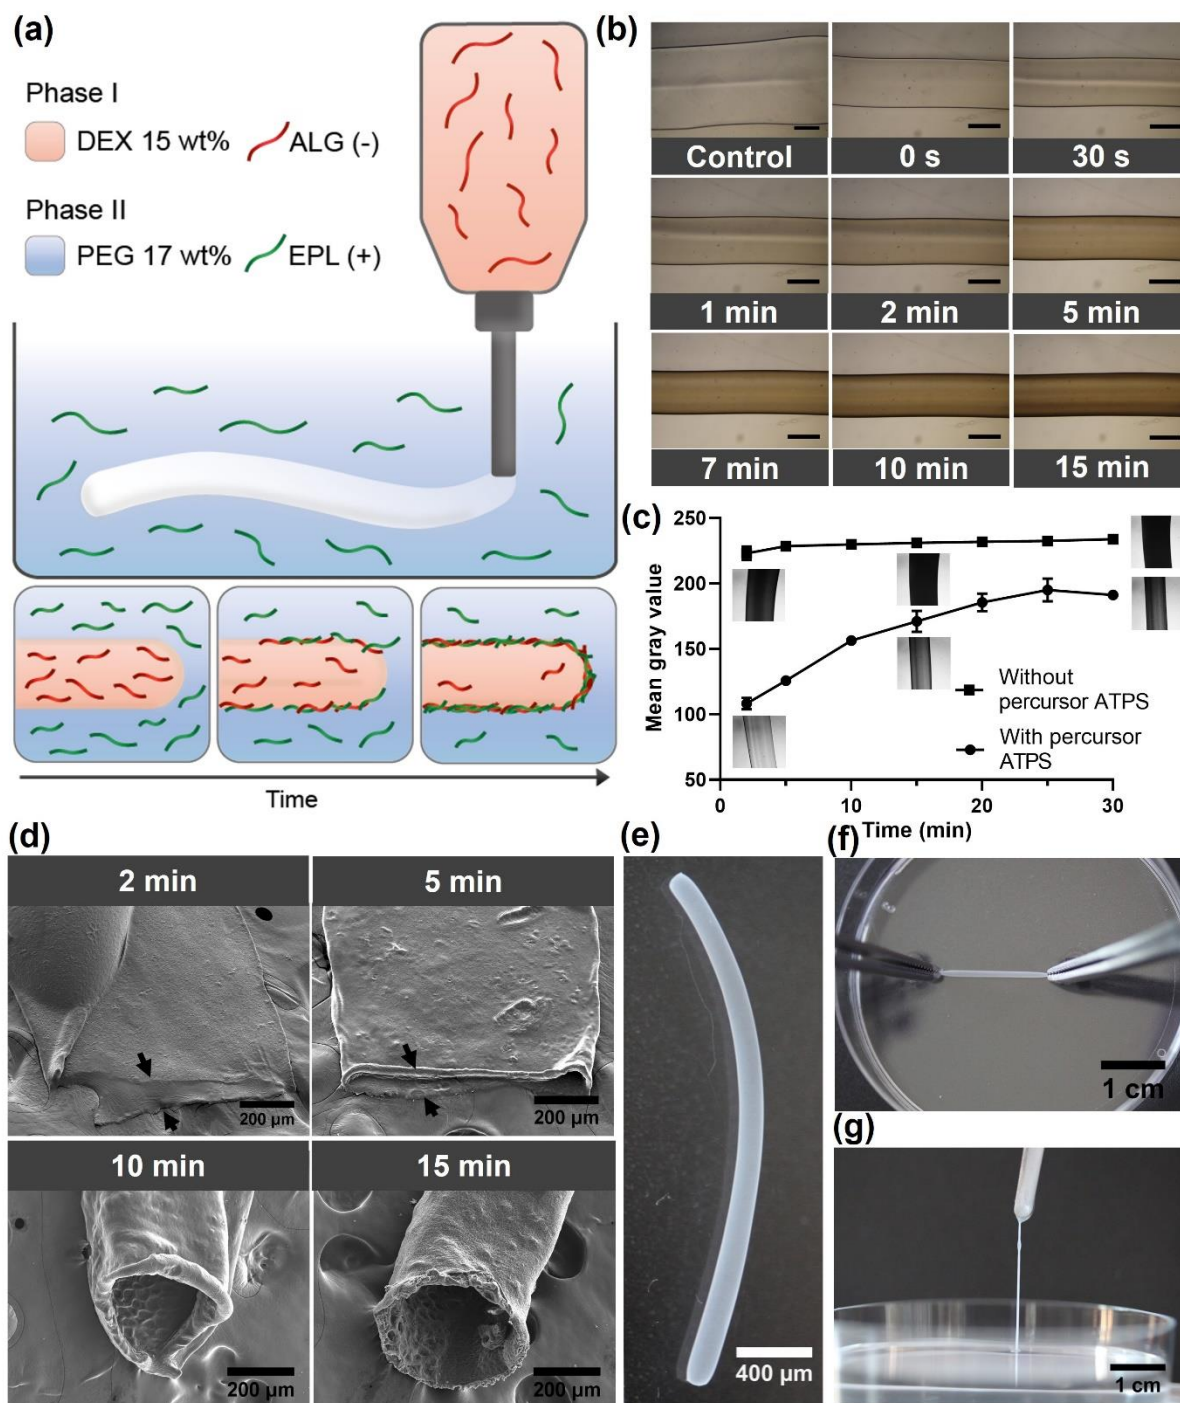 (a)
Phase I
DEX 15 wt% ALG (-)
Phase II
PEG 17 wt% EPL (+)
Time
(b)
Control 0 s 30 s
1 min 2 min 5 min
7 min 10 min 15 min
(c)
250
200
150
100
50
Mean gray value
Without
percursor ATPS
With percursor
ATPS
0 10 20 30
Time (min)
(d)
2 min 5 min
200 µm 200 µm
10 min 15 min
200 µm 200 µm
(e)
400 µm
(f)
1 cm
(g)
1 cm